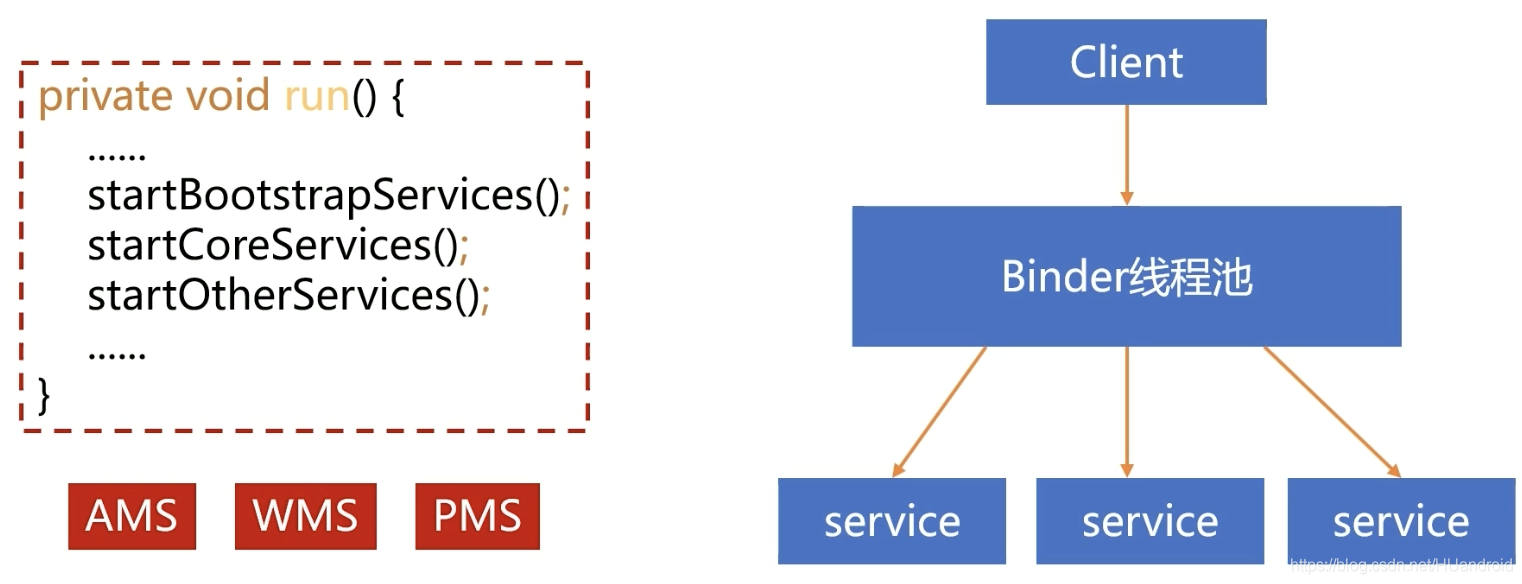 private void run() {
......
startBootstrapServices();
startCoreServices();
startOtherServices();
......
}
AMS
WMS
PMS
Client
Binder线程池
service
service
service
https://blog.csdn.net/HUandroid